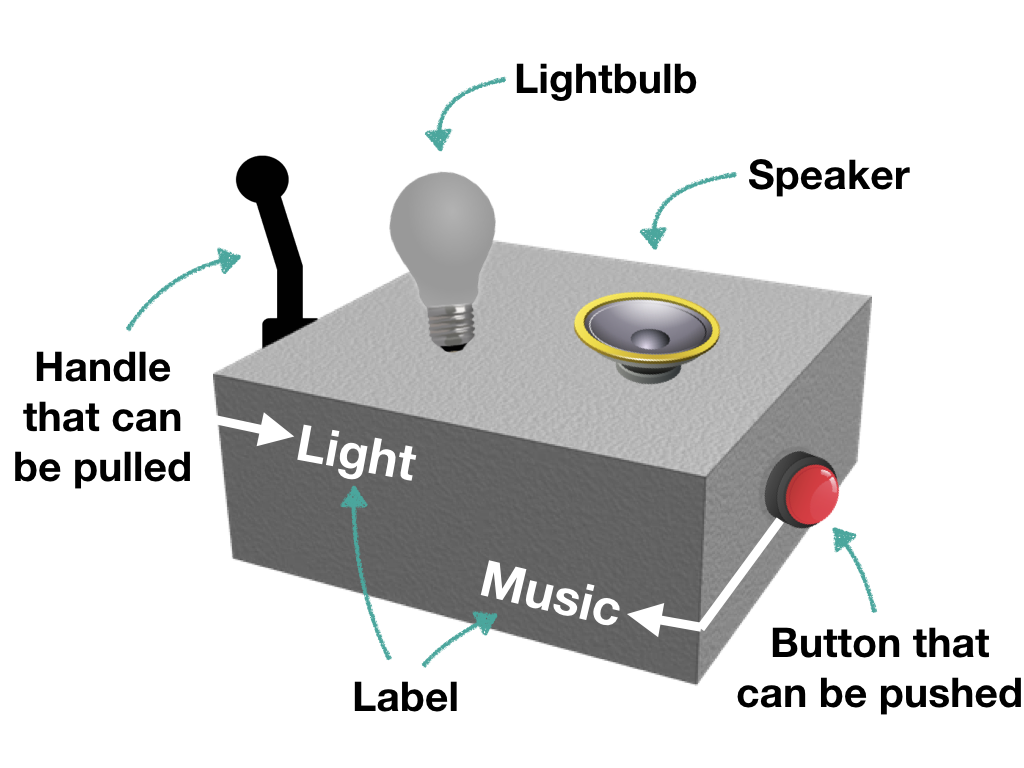 Lightbulb
Speaker
Handle
that can
be pulled
Light
Music
Label
Button that
can be pushed